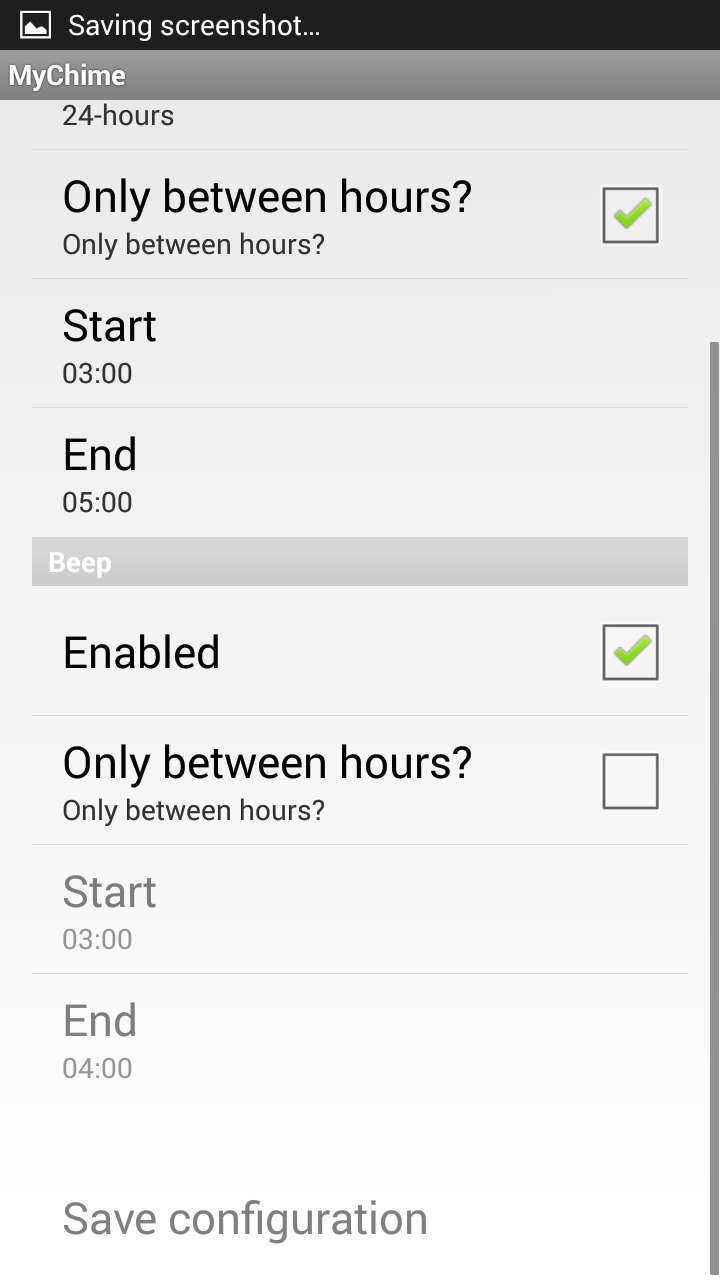 Saving screenshot...
MyChime
24-hours
Only between hours?
Only between hours?
Start
03:00
End
05:00
Beep
Enabled
Only between hours?
Only between hours?
Start
03:00
End
04:00
Save configuration